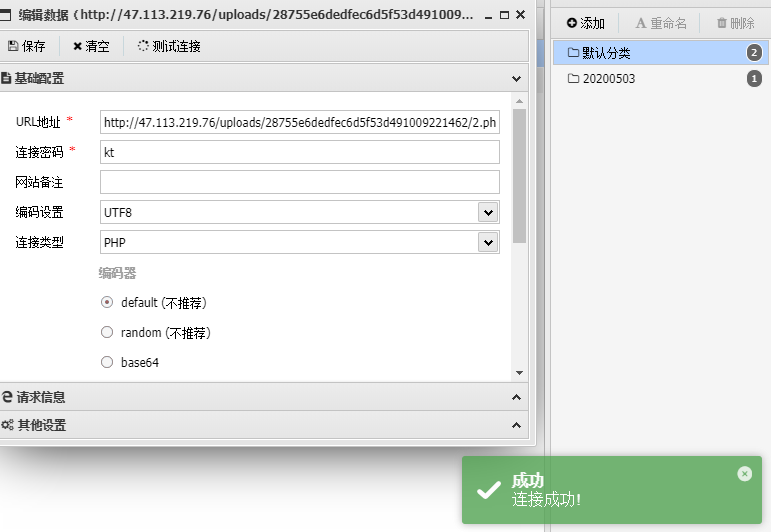 编辑数据（http://47.113.219.76/uploads/28755e6dedfec6d5f53d491009...
保存 清空 测试连接
基础配置
URL地址 * http://47.113.219.76/uploads/28755e6dedfec6d5f53d491009221462/2.ph
连接密码 * kt
网站备注
编码设置 UTF8
连接类型 PHP
编码器
default (不推荐)
random (不推荐)
base64
请求信息
其他设置
添加 重命名 删除
默认分类 2
20200503 1
成功
连接成功!